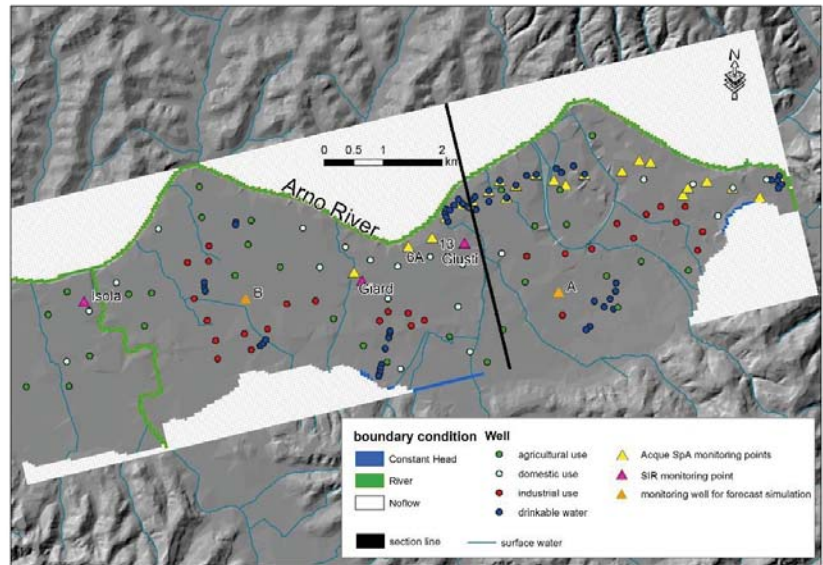 N
0 0.5 1 2
km
Arno River
13
6A
Giusti
A
Giard
B
Isola
boundary condition
Constant Head
River
Noflow
section line
Well
agricultural use
domestic use
industrial use
drinkable water
surface water
Acque SpA monitoring points
SIR monitoring point
monitoring well for forecast simulation